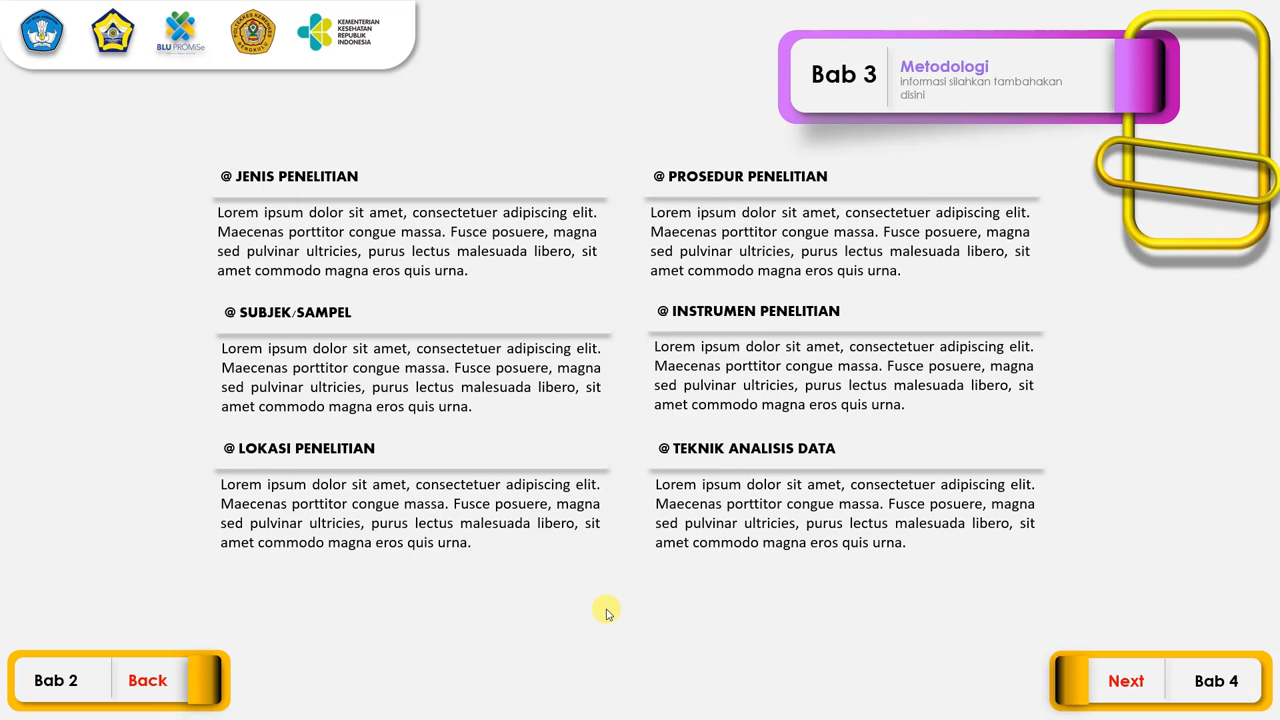 BLU PROMISe
POLTEKKES KEMENKES
BENGKULU
KEMENTERIAN
KESEHATAN
REPUBLIK
INDONESIA
Bab 3
Metodologi
informasi silahkan tambahakan
disini
@ JENIS PENELITIAN
Lorem ipsum dolor sit amet, consectetuer adipiscing elit.
Maecenas porttitor congue massa. Fusce posuere, magna
sed pulvinar ultricies, purus lectus malesuada libero, sit
amet commodo magna eros quis urna.
@ SUBJEK/SAMPEL
Lorem ipsum dolor sit amet, consectetuer adipiscing elit.
Maecenas porttitor congue massa. Fusce posuere, magna
sed pulvinar ultricies, purus lectus malesuada libero, sit
amet commodo magna eros quis urna.
@ LOKASI PENELITIAN
Lorem ipsum dolor sit amet, consectetuer adipiscing elit.
Maecenas porttitor congue massa. Fusce posuere, magna
sed pulvinar ultricies, purus lectus malesuada libero, sit
amet commodo magna eros quis urna.
@ PROSEDUR PENELITIAN
Lorem ipsum dolor sit amet, consectetuer adipiscing elit.
Maecenas porttitor congue massa. Fusce posuere, magna
sed pulvinar ultricies, purus lectus malesuada libero, sit
amet commodo magna eros quis urna.
@ INSTRUMEN PENELITIAN
Lorem ipsum dolor sit amet, consectetuer adipiscing elit.
Maecenas porttitor congue massa. Fusce posuere, magna
sed pulvinar ultricies, purus lectus malesuada libero, sit
amet commodo magna eros quis urna.
@ TEKNIK ANALISIS DATA
Lorem ipsum dolor sit amet, consectetuer adipiscing elit.
Maecenas porttitor congue massa. Fusce posuere, magna
sed pulvinar ultricies, purus lectus malesuada libero, sit
amet commodo magna eros quis urna.
Bab 2
Back
Next
Bab 4